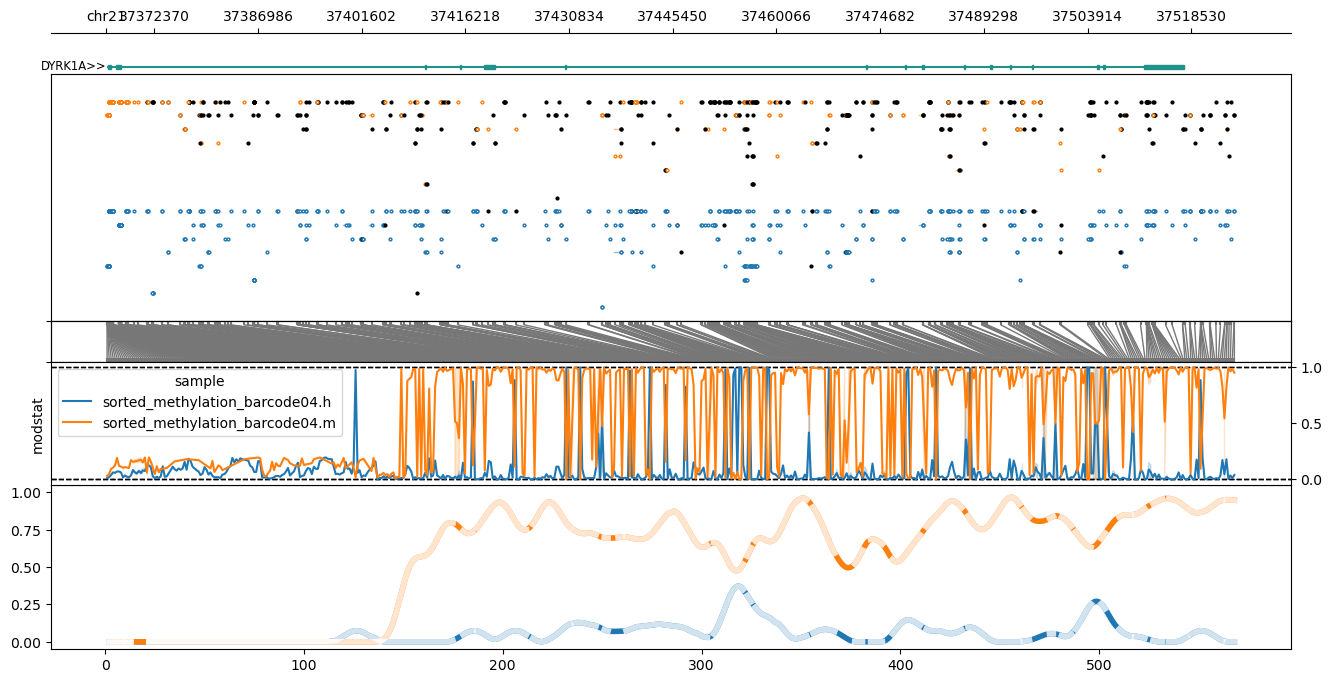 chr21 37372370 37386986 37401602 37416218 37430834 37445450 37460066 37474682 37489298 37503914 37518530
DYRK1A>>
sample
sorted_methylation_barcode04.h
sorted_methylation_barcode04.m
modstat
1.0
0.5
0.0
1.00
0.75
0.50
0.25
0.00
0 100 200 300 400 500